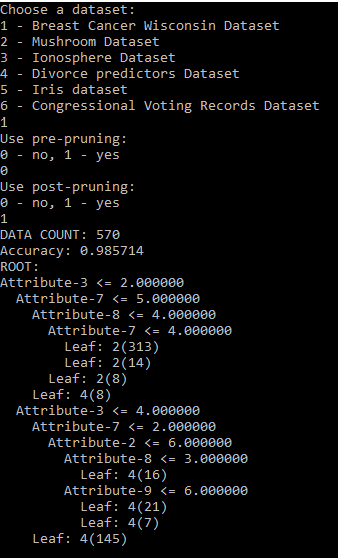 Choose a dataset:
1 - Breast Cancer Wisconsin Dataset
2 - Mushroom Dataset
3 - Ionosphere Dataset
4 - Divorce predictors Dataset
5 - Iris dataset
6 - Congressional Voting Records Dataset
1
Use pre-pruning:
0 - no, 1 - yes
0
Use post-pruning:
0 - no, 1 - yes
1
DATA COUNT: 570
Accuracy: 0.985714
ROOT:
Attribute-3 <= 2.000000
  Attribute-7 <= 5.000000
    Attribute-8 <= 4.000000
      Attribute-7 <= 4.000000
        Leaf: 2(313)
        Leaf: 2(14)
      Leaf: 2(8)
    Leaf: 4(8)
  Attribute-3 <= 4.000000
    Attribute-7 <= 2.000000
      Attribute-2 <= 6.000000
        Attribute-8 <= 3.000000
          Leaf: 4(16)
        Attribute-9 <= 6.000000
          Leaf: 4(21)
          Leaf: 4(7)
    Leaf: 4(145)